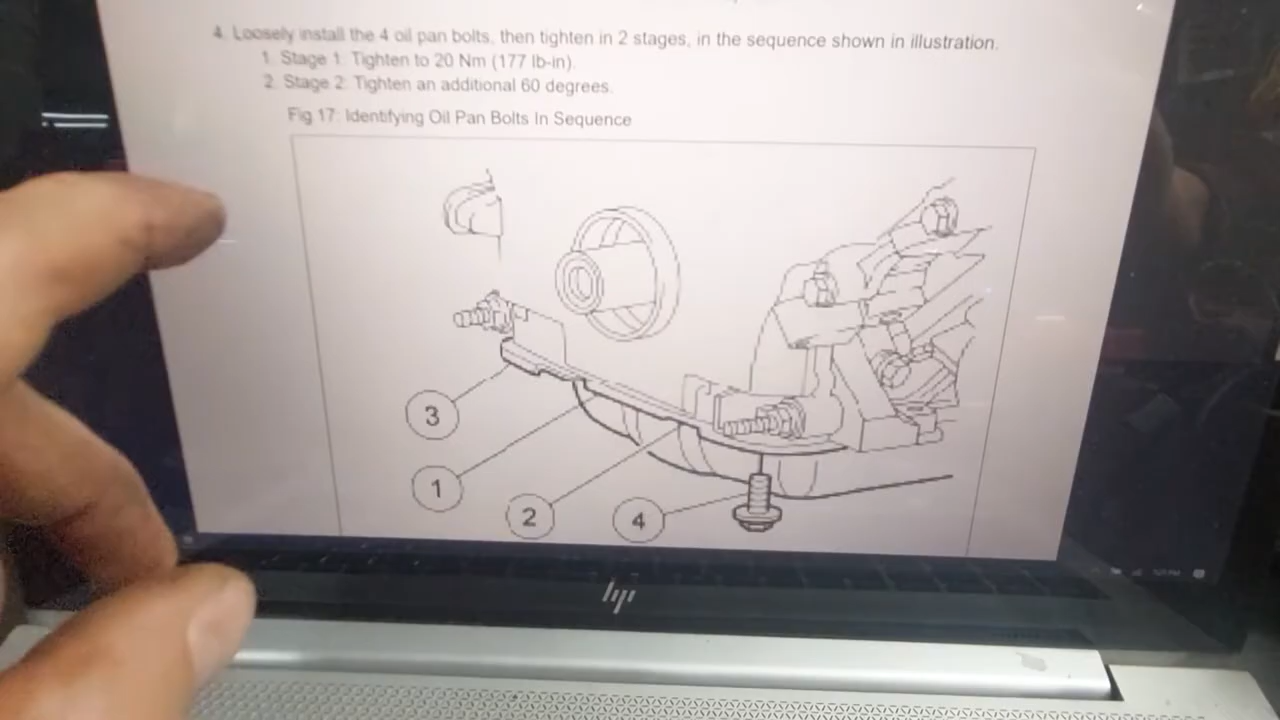 4. Loosely install the 4 oil pan bolts, then tighten in 2 stages, in the sequence shown in illustration.
1. Stage 1: Tighten to 20 Nm (177 lb-in).
2. Stage 2: Tighten an additional 60 degrees.
Fig 17: Identifying Oil Pan Bolts In Sequence
3
1
2
4
hp